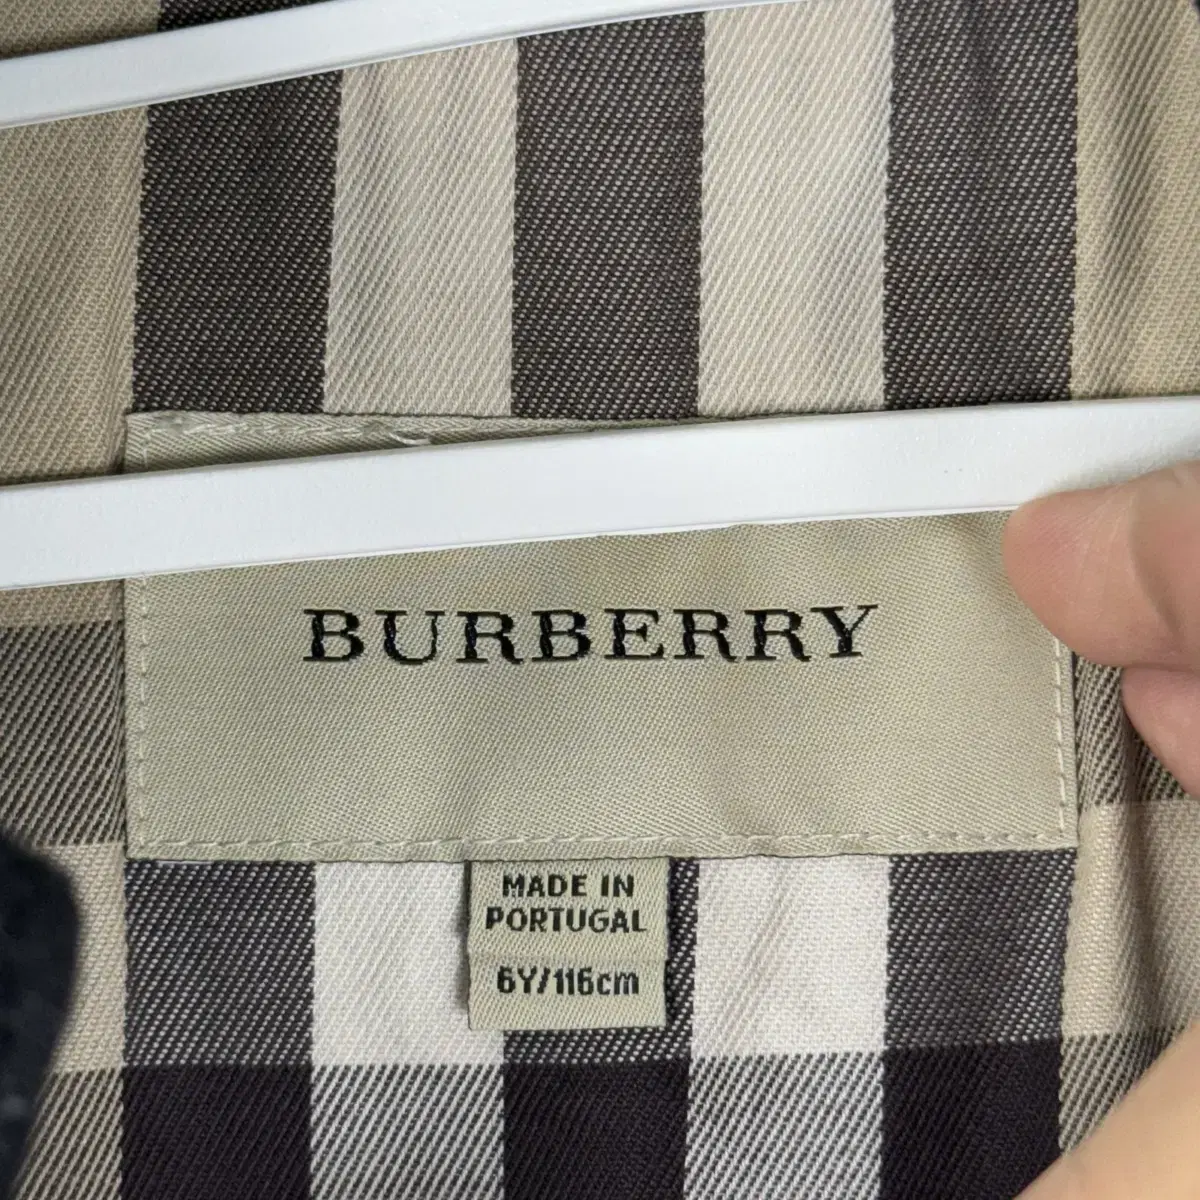 BURBERRY
MADE IN
PORTUGAL
6Y/116cm